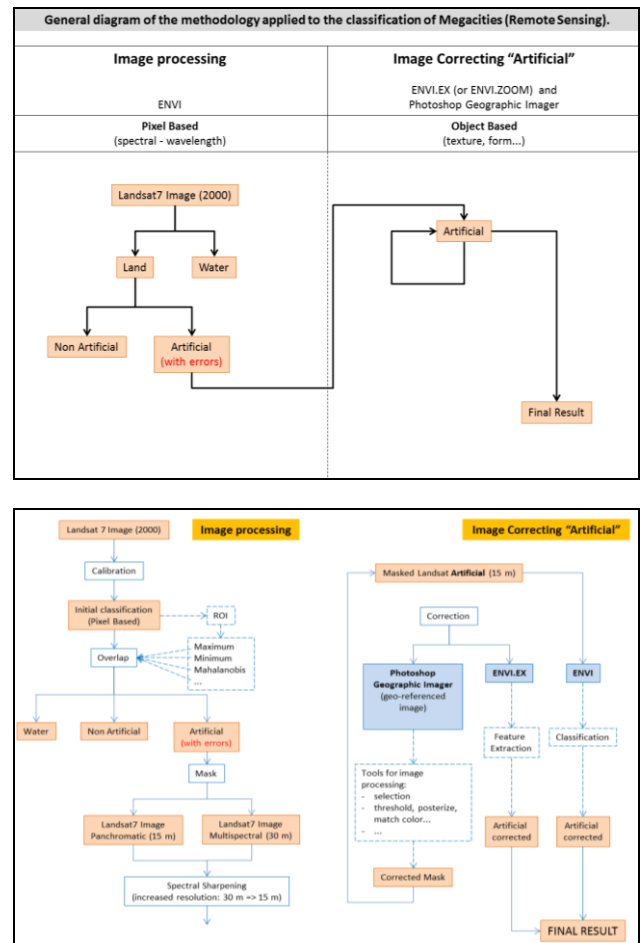 General diagram of the methodology applied to the classification of Megacities (Remote Sensing).
Image processing
ENVI
Pixel Based
(spectral - wavelength)
Image Correcting “Artificial”
ENVI.EX (or ENVI.ZOOM) and
Photoshop Geographic Imager
Object Based
(texture, form...)
Landsat7 Image (2000)
Land
Water
Non Artificial
Artificial
(with errors)
Artificial
Final Result
Landsat 7 Image (2000)
Image processing
Calibration
Initial classification
(Pixel Based)
ROI
Overlap
Maximum
Minimum
Mahalanobis
...
Water
Non Artificial
Artificial
(with errors)
Mask
Landsat7 Image
Panchromatic (15 m)
Landsat7 Image
Multispectral (30 m)
Spectral Sharpening
(increased resolution: 30 m => 15 m)
Image Correcting “Artificial”
Masked Landsat Artificial (15 m)
Correction
Photoshop
Geographic Imager
(geo-referenced
image)
ENVI.EX
ENVI
Feature
Extraction
Classification
Tools for image
processing:
- selection
- threshold, posterize,
match color...
- ...
Artificial
corrected
Artificial
corrected
Corrected Mask
FINAL RESULT